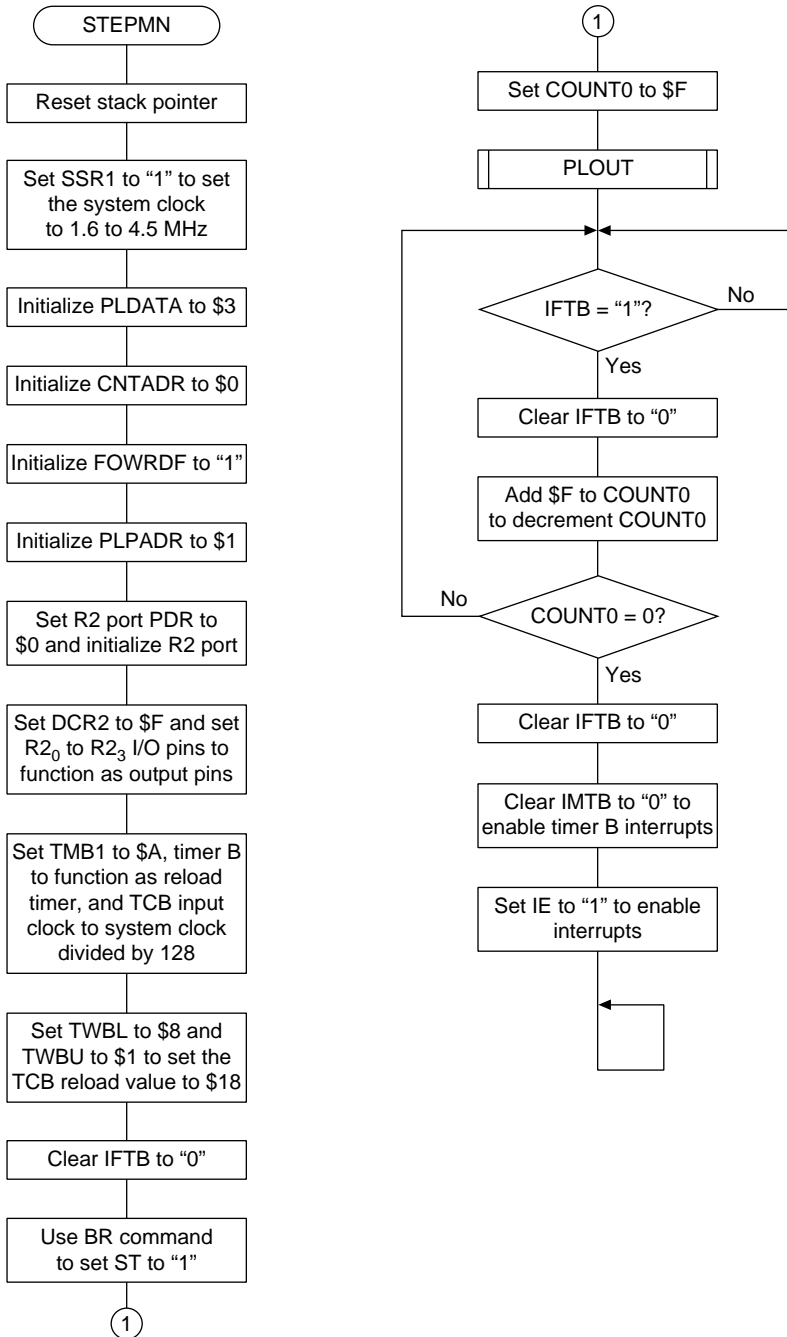 STEPMN
Reset stack pointer
Set SSR1 to “1” to set
the system clock
to 1.6 to 4.5 MHz
Initialize PLDATA to $3
Initialize CNTADR to $0
Initialize FOWRDF to “1”
Initialize PLPADR to $1
Set R2 port PDR to
$0 and initialize R2 port
Set DCR2 to $F and set
R2₀ to R2₃ I/O pins to
function as output pins
Set TMB1 to $A, timer B
to function as reload
timer, and TCB input
clock to system clock
divided by 128
Set TWBL to $8 and
TWBU to $1 to set the
TCB reload value to $18
Clear IFTB to “0”
Use BR command
to set ST to “1”
1
1
Set COUNT0 to $F
PLOUT
IFTB = “1”?
No
Yes
Clear IFTB to “0”
Add $F to COUNT0
to decrement COUNT0
No
COUNT0 = 0?
Yes
Clear IFTB to “0”
Clear IMTB to “0” to
enable timer B interrupts
Set IE to “1” to enable
interrupts